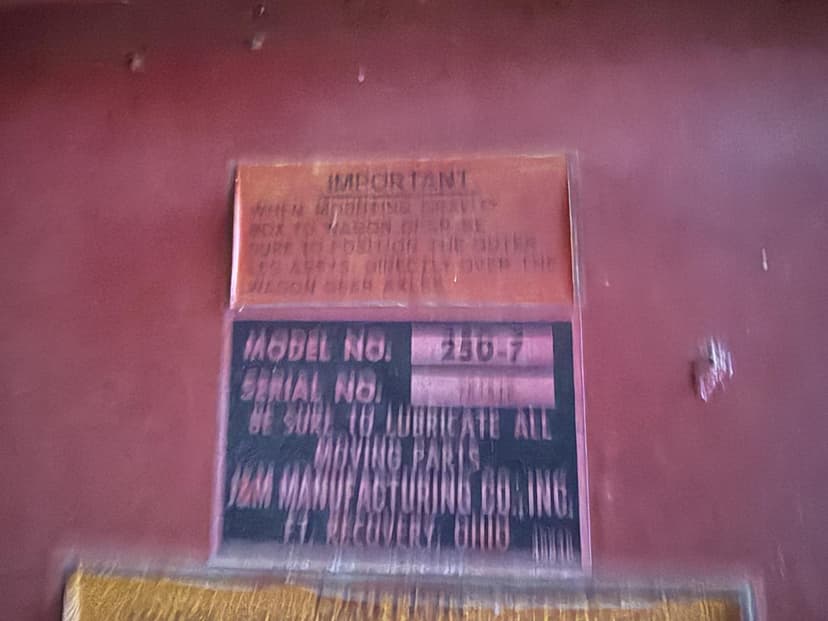 IMPORTANT
WHEN MOUNTING GRAVITY
BOX TO WAGON GEAR BE
SURE TO POSITION THE OUTER
LEG ASS'YS. DIRECTLY OVER THE
WAGON GEAR AXLES
MODEL NO. 250-7
SERIAL NO.
BE SURE TO LUBRICATE ALL
MOVING PARTS
J&M MANUFACTURING CO., INC.
FT. RECOVERY, OHIO